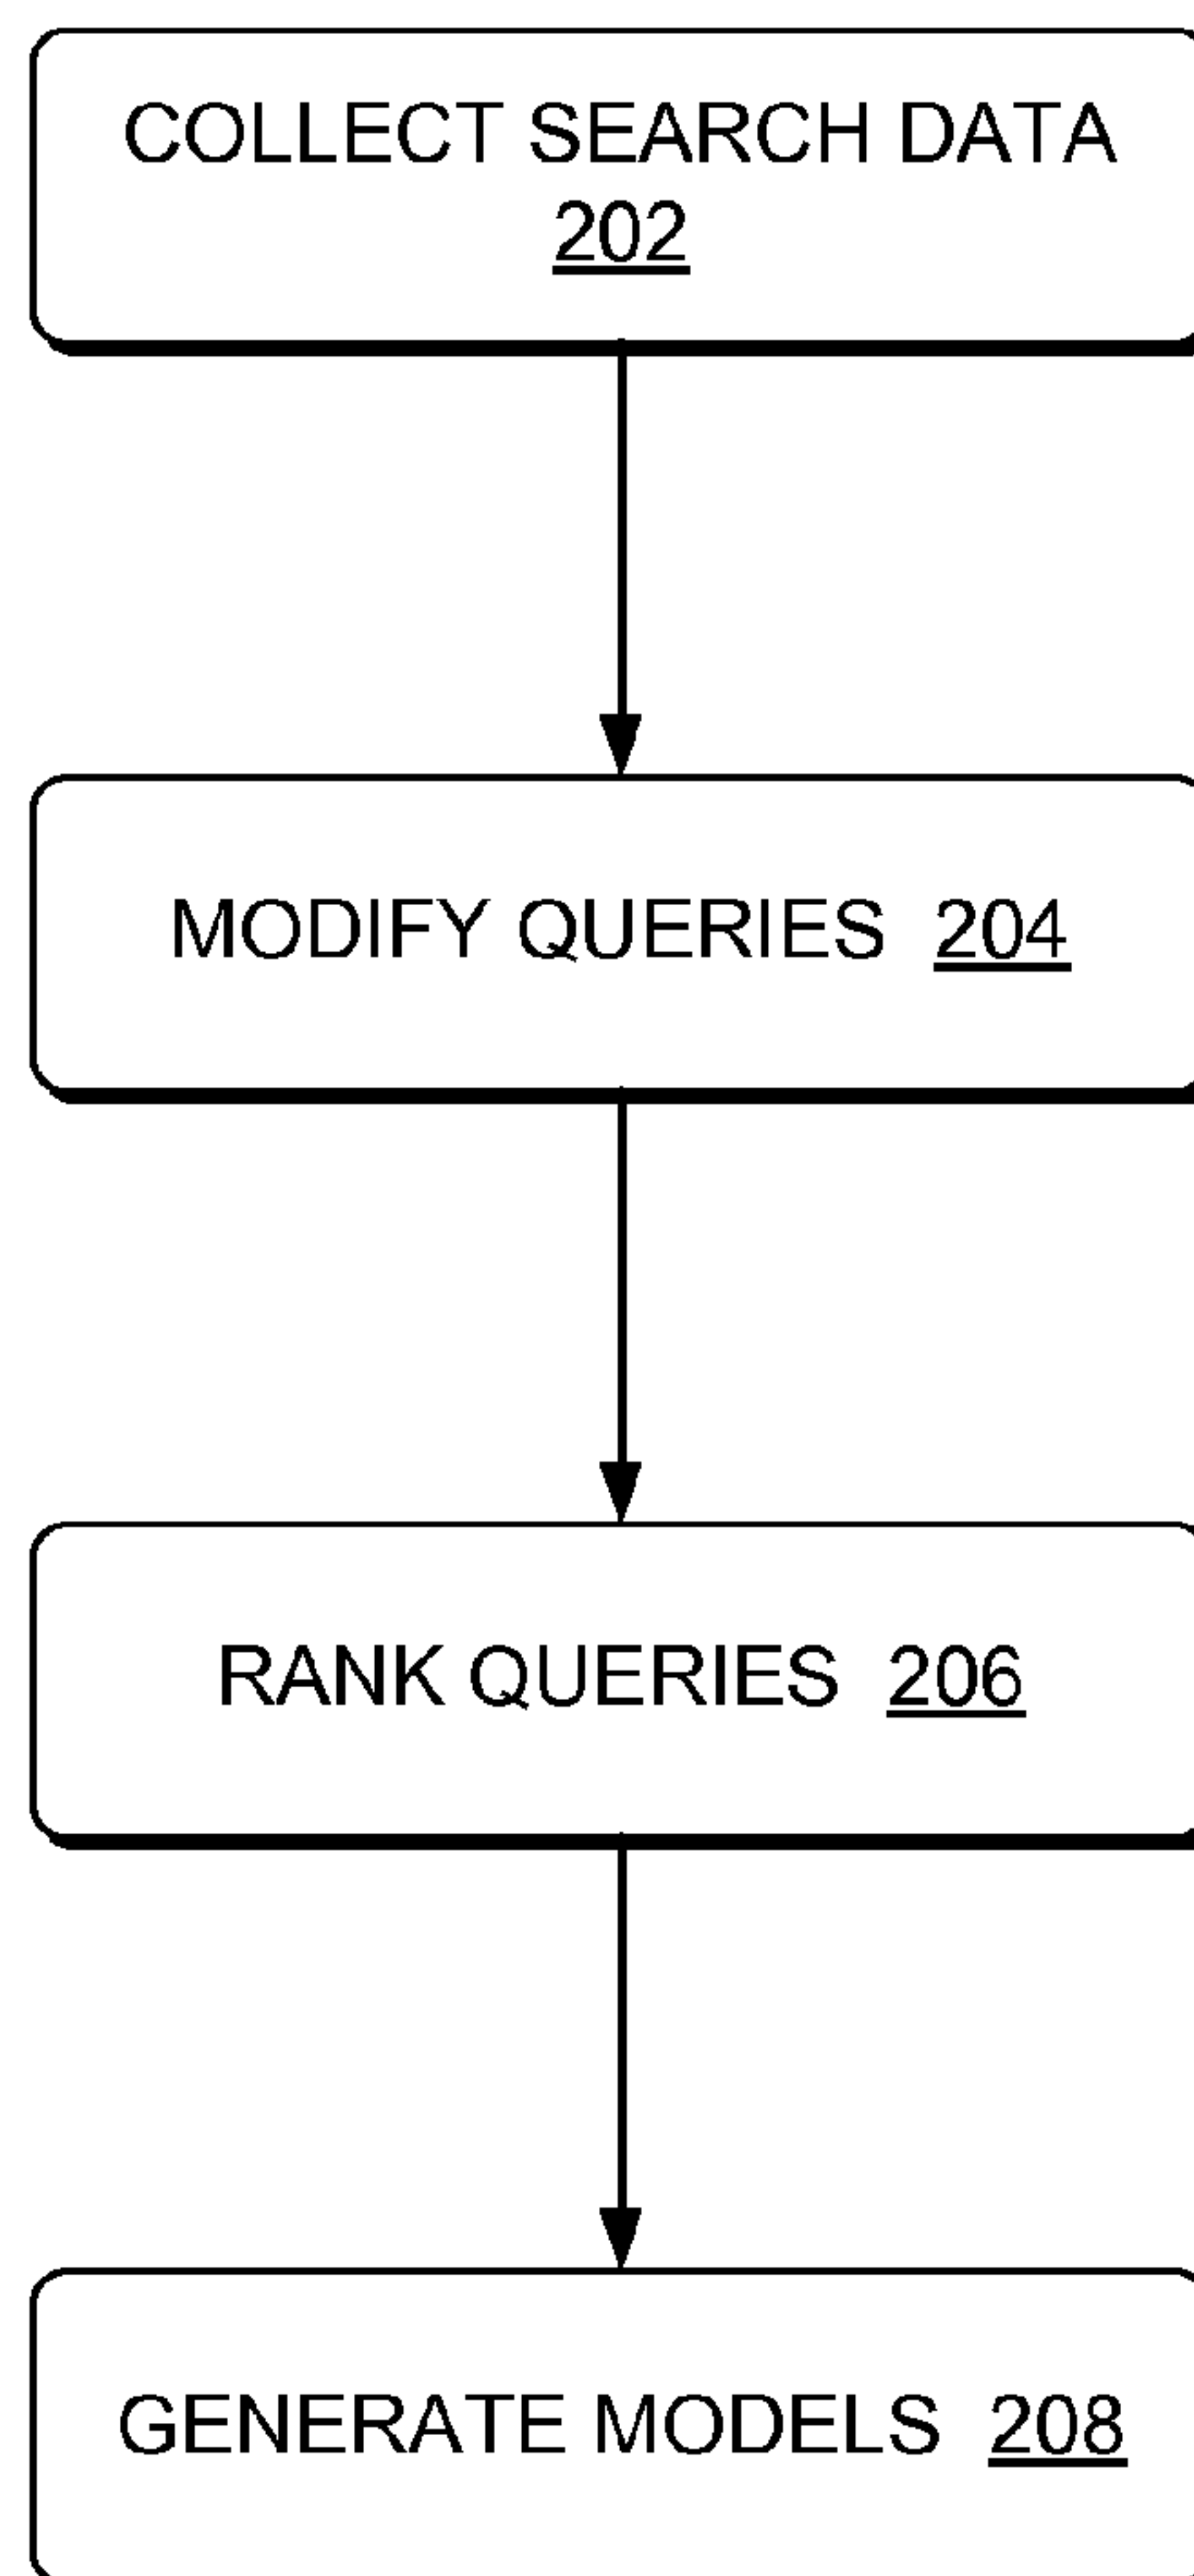 COLLECT SEARCH DATA
202
MODIFY QUERIES 204
RANK QUERIES 206
GENERATE MODELS 208